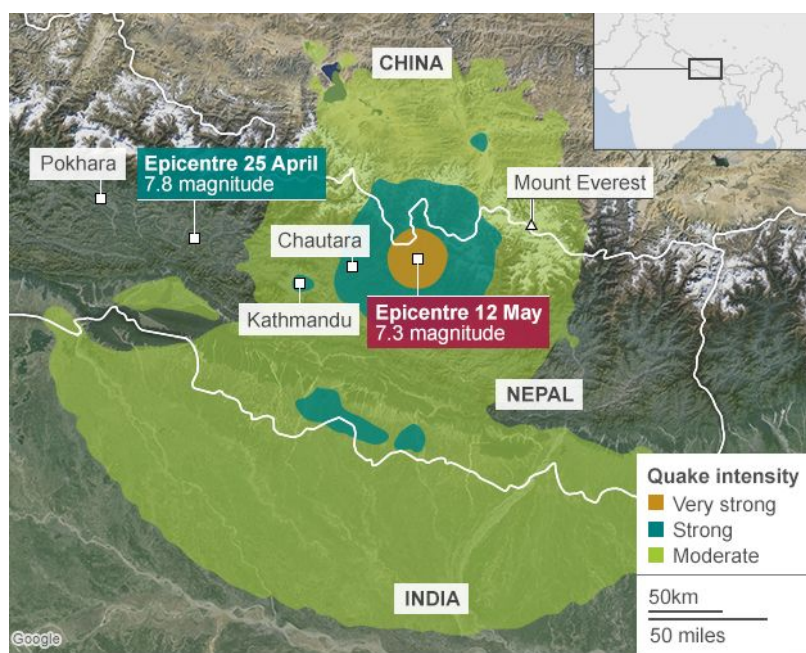 CHINA
Pokhara
Epicentre 25 April
7.8 magnitude
Mount Everest
Chautara
Kathmandu
Epicentre 12 May
7.3 magnitude
NEPAL
INDIA
Quake intensity
Very strong
Strong
Moderate
50km
50 miles
Google